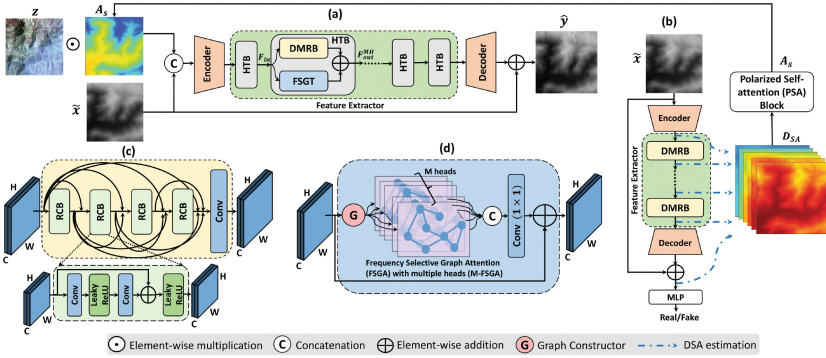 (a)
z
A_s
x̃
C
Encoder
HTB
F_in
HTB
DMRB
FSGT
F_out^MH
HTB
HTB
Feature Extractor
Decoder
ŷ
(b)
x̃
Encoder
Feature Extractor
DMRB
DMRB
Decoder
MLP
Real/Fake
A_s
Polarized Self-
attention (PSA)
Block
D_SA
(c)
H
W
C
RCB
RCB
RCB
RCB
Conv
H
W
C
H
W
C
Conv
Leaky
ReLU
Conv
Leaky
ReLU
H
W
C
(d)
H
W
C
G
M heads
Frequency Selective Graph Attention
(FSGA) with multiple heads (M-FSGA)
C
Conv (1 × 1)
H
W
C
Element-wise multiplication
C Concatenation
Element-wise addition
G Graph Constructor
DSA estimation